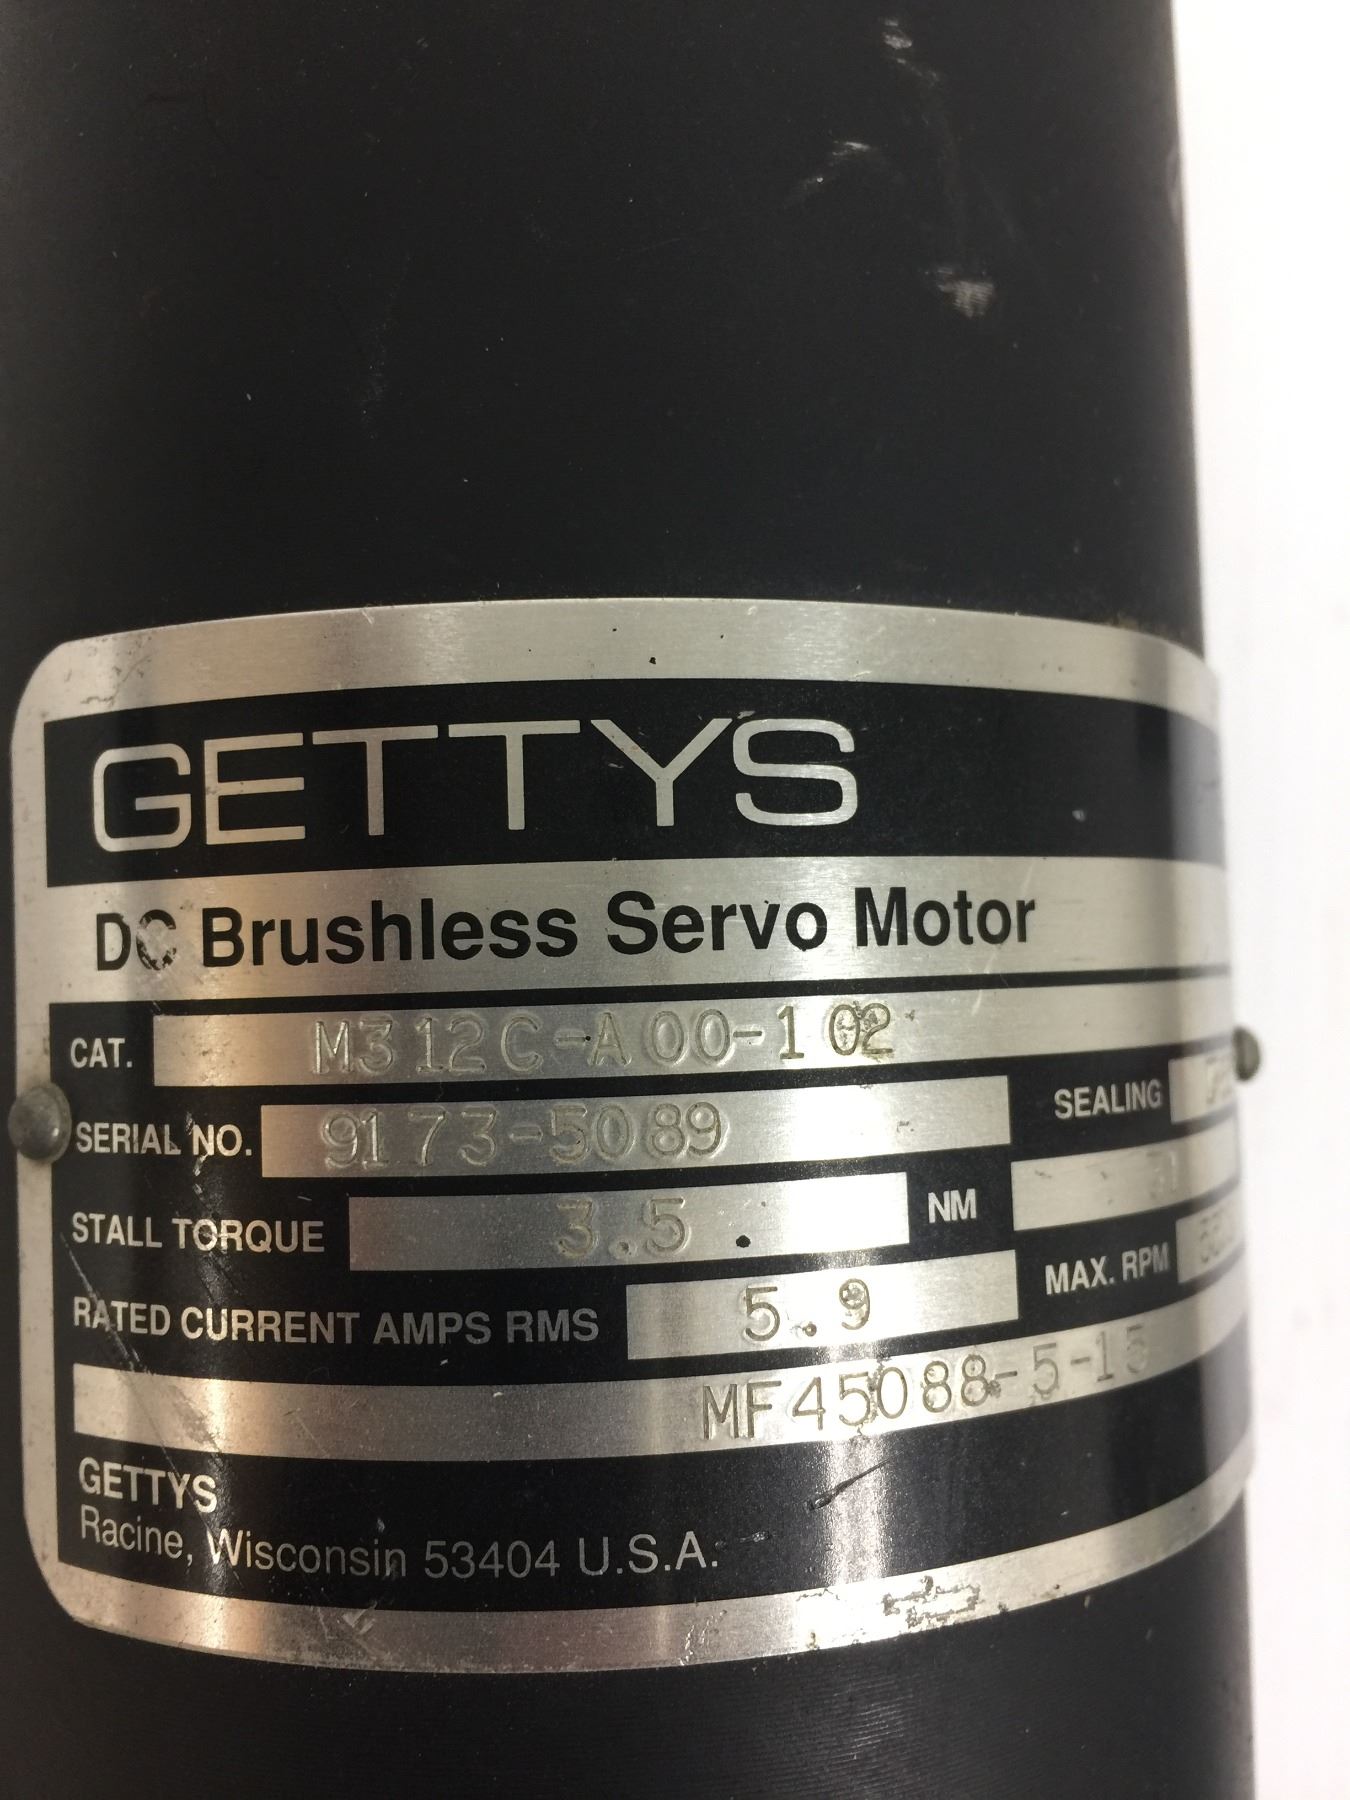 GETTYS
DC Brushless Servo Motor
CAT. M312C-A00-102
SERIAL NO. 9173-5089 SEALING
STALL TORQUE 3.5 NM 31
RATED CURRENT AMPS RMS 5.9 MAX. RPM
MF45088-5-15
GETTYS
Racine, Wisconsin 53404 U.S.A.